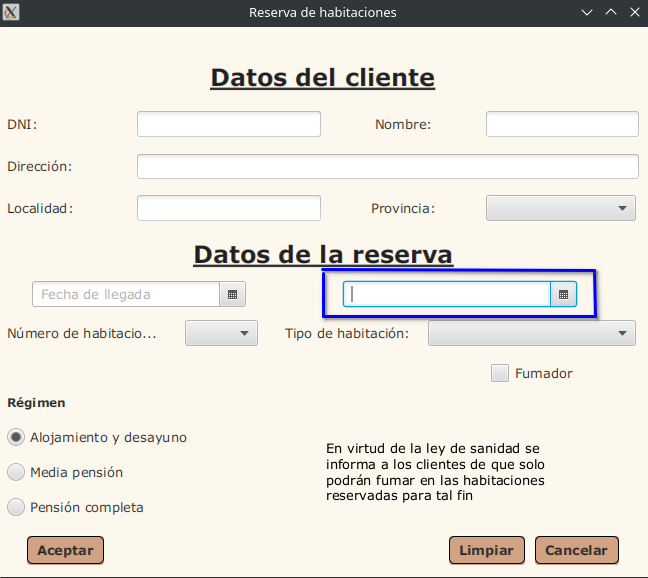 Reserva de habitaciones
Datos del cliente
DNI:
Nombre:
Dirección:
Localidad:
Provincia:
Datos de la reserva
Fecha de llegada
Número de habitacio...
Tipo de habitación:
Fumador
Régimen
Alojamiento y desayuno
Media pensión
Pensión completa
En virtud de la ley de sanidad se
informa a los clientes de que solo
podrán fumar en las habitaciones
reservadas para tal fin
Aceptar
Limpiar
Cancelar